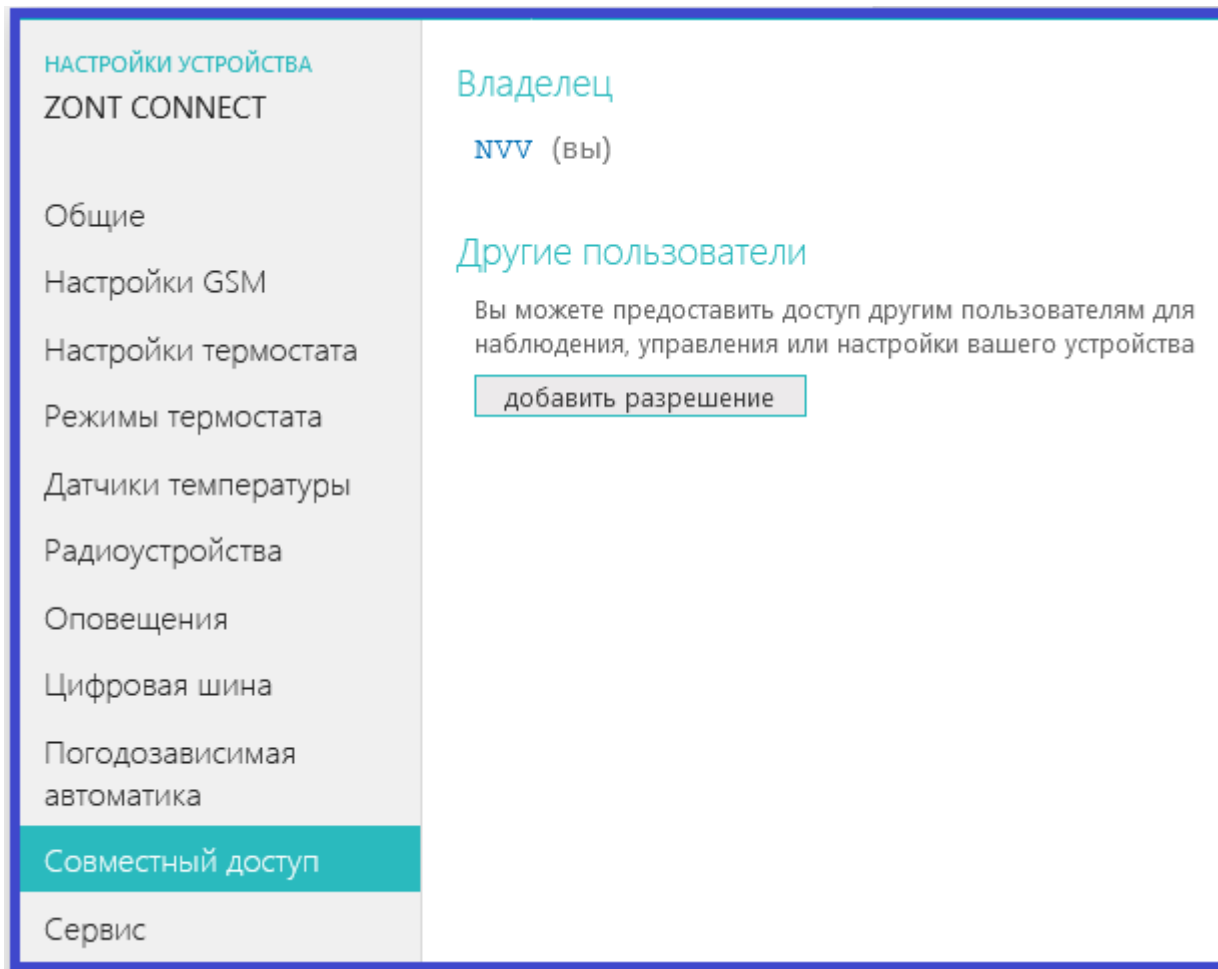 НАСТРОЙКИ УСТРОЙСТВА
ZONT CONNECT
Общие
Настройки GSM
Настройки термостата
Режимы термостата
Датчики температуры
Радиоустройства
Оповещения
Цифровая шина
Погодозависимая
автоматика
Совместный доступ
Сервис
Владелец
NVV (вы)
Другие пользователи
Вы можете предоставить доступ другим пользователям для
наблюдения, управления или настройки вашего устройства
добавить разрешение